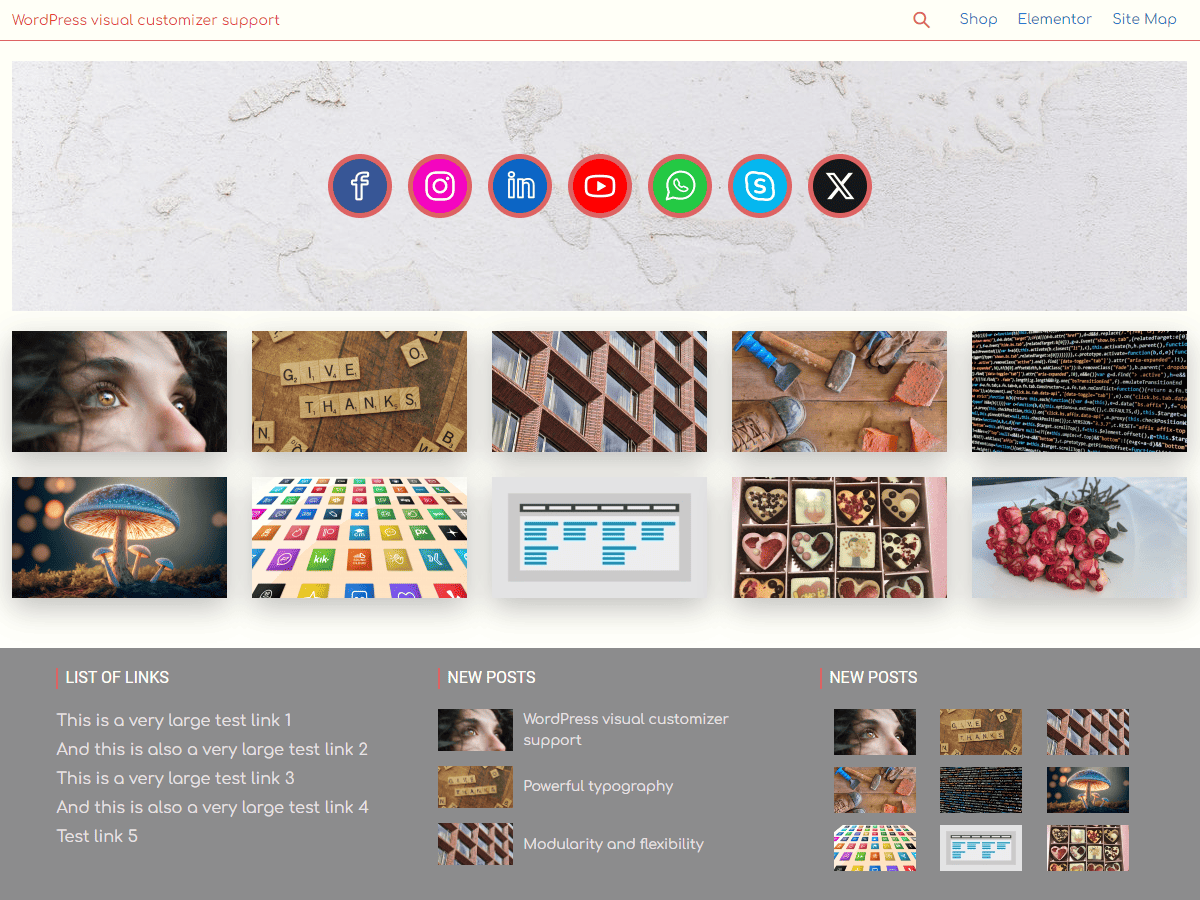 WordPress visual customizer support
Shop Elementor Site Map
GIVE
THANKS
LIST OF LINKS
This is a very large test link 1
And this is also a very large test link 2
This is a very large test link 3
And this is also a very large test link 4
Test link 5
NEW POSTS
WordPress visual customizer
support
Powerful typography
Modularity and flexibility
NEW POSTS